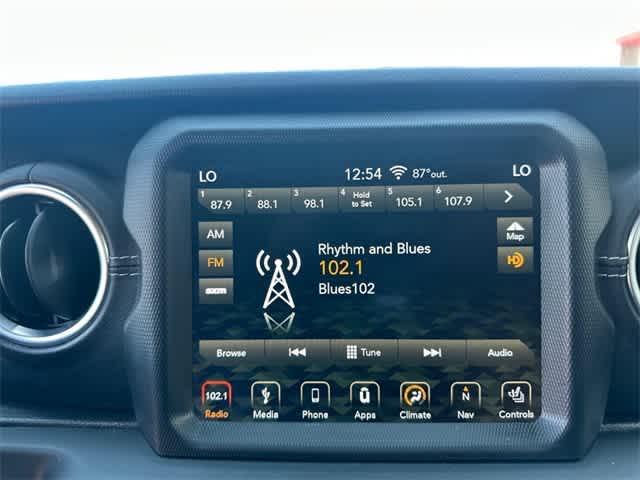 LO 12:54 87°out. LO
1 87.9 2 88.1 3 98.1 4 Hold to Set 5 105.1 6 107.9
AM
Map
Rhythm and Blues
FM
102.1
HD
Blues102
Browse Tune Audio
102.1 N
Radio Media Phone Apps Climate Nav Controls